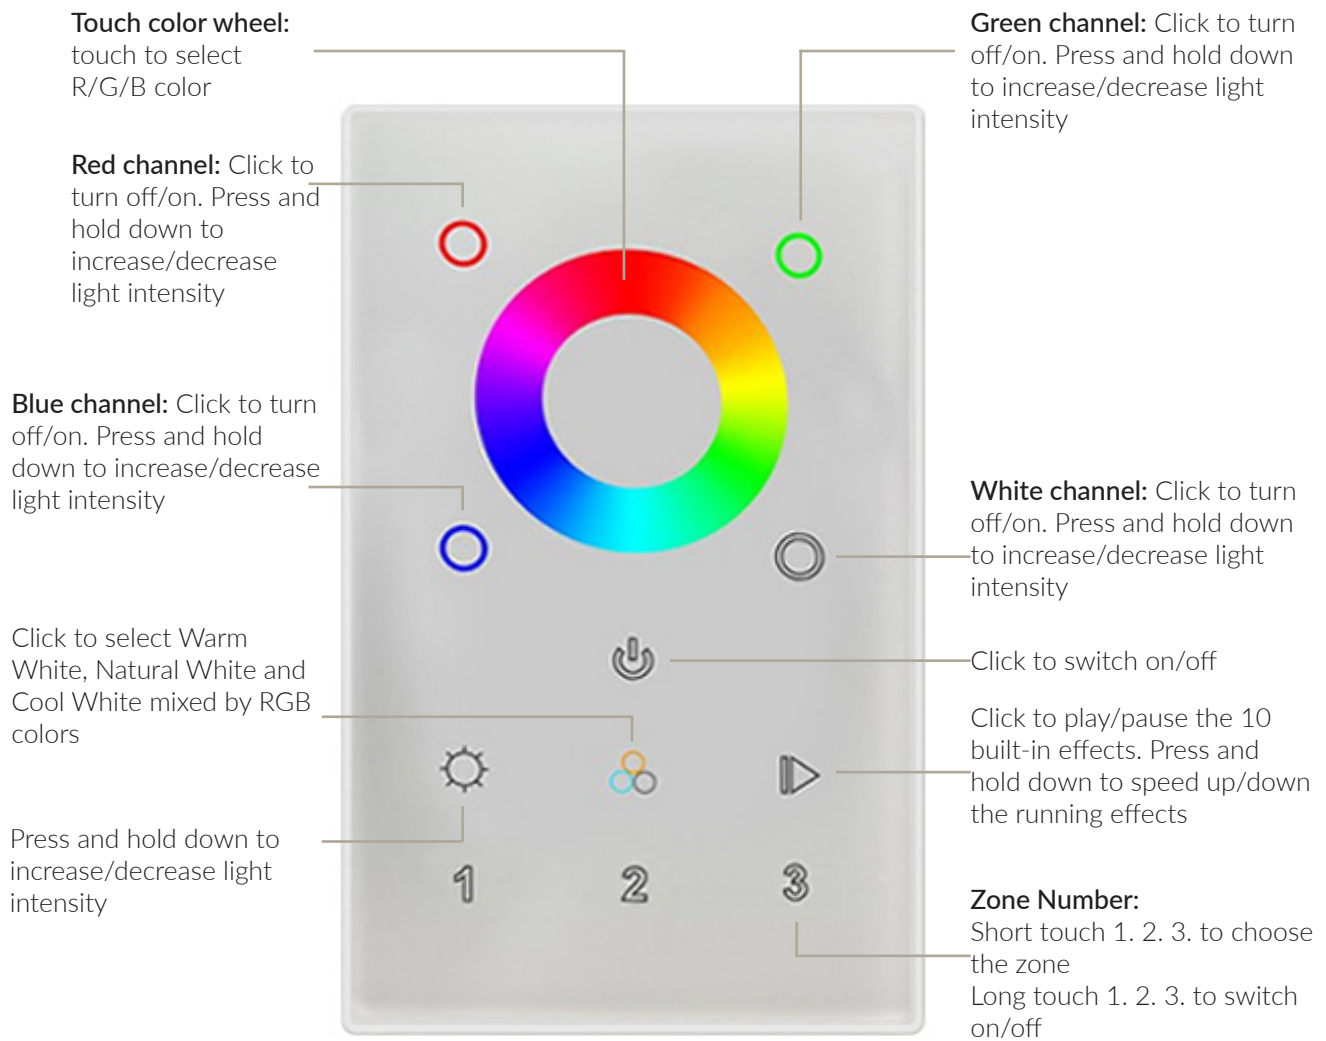 Touch color wheel:
touch to select
R/G/B color
Green channel: Click to turn
off/on. Press and hold down
to increase/decrease light
intensity
Red channel: Click to
turn off/on. Press and
hold down to
increase/decrease
light intensity
Blue channel: Click to turn
off/on. Press and hold
down to increase/decrease
light intensity
White channel: Click to turn
off/on. Press and hold down
to increase/decrease light
intensity
Click to select Warm
White, Natural White and
Cool White mixed by RGB
colors
Click to switch on/off
Click to play/pause the 10
built-in effects. Press and
hold down to speed up/down
the running effects
Press and hold down to
increase/decrease light
intensity
1 2 3
Zone Number:
Short touch 1. 2. 3. to choose
the zone
Long touch 1. 2. 3. to switch
on/off